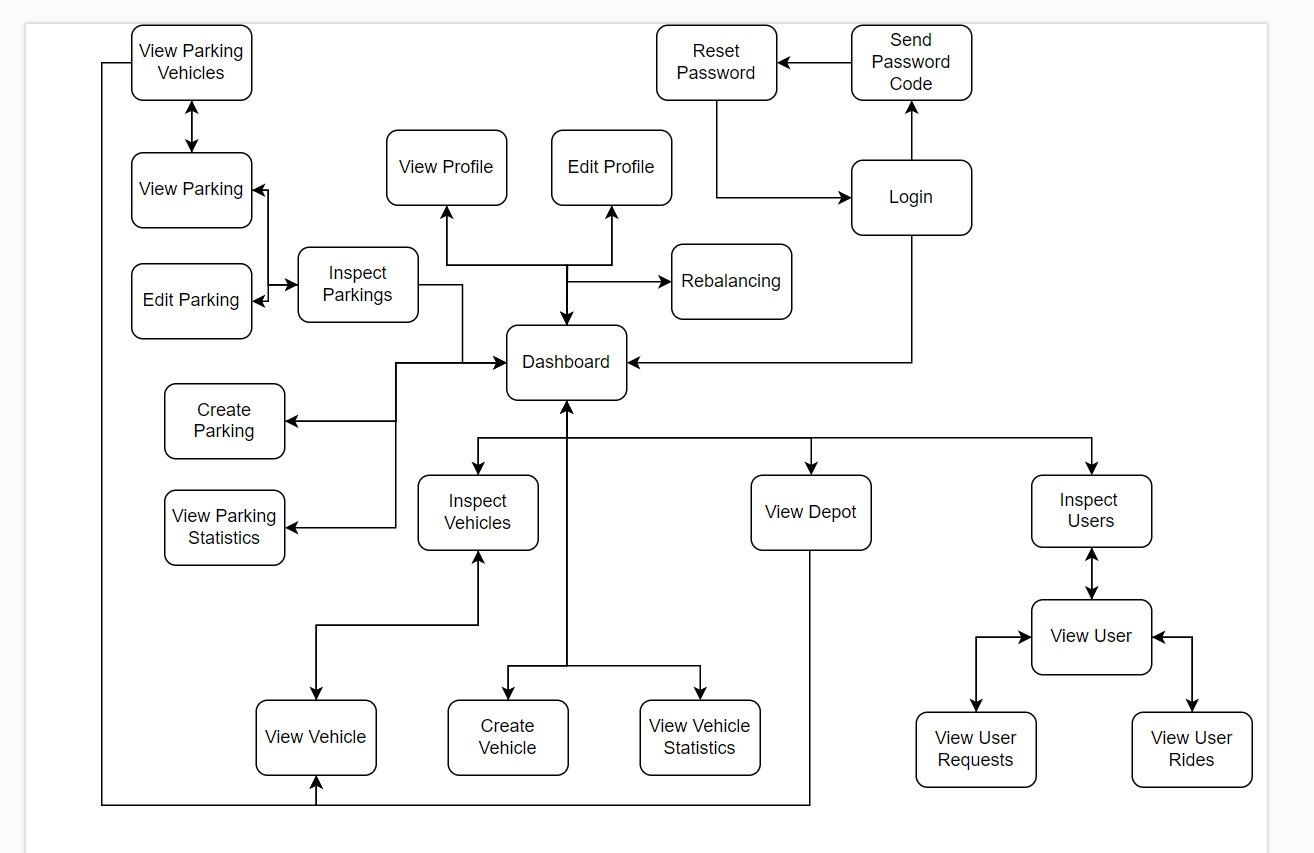 View Parking
Vehicles
Reset
Password
Send
Password
Code
View Profile
Edit Profile
View Parking
Login
Inspect
Parkings
Rebalancing
Edit Parking
Dashboard
Create
Parking
Inspect
Vehicles
View Depot
Inspect
Users
View Parking
Statistics
View User
View Vehicle
Create
Vehicle
View Vehicle
Statistics
View User
Requests
View User
Rides